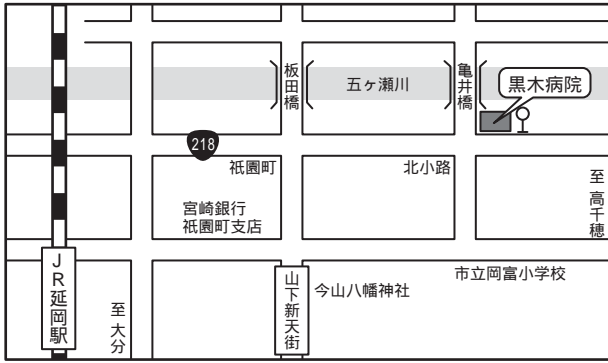 板田橋
五ヶ瀬川
亀井橋
黒木病院
218
祇園町
北小路
至高千穂
宮崎銀行
祇園町支店
JR延岡駅
至大分
山下新天街
今山八幡神社
市立岡富小学校